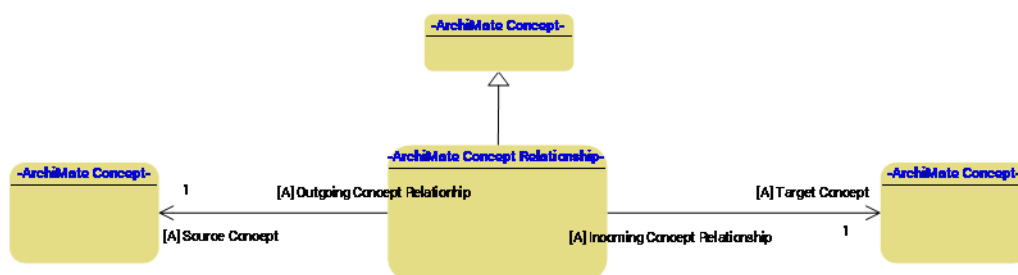 -ArchiMate Concept-
-ArchiMate Concept Relationship-
-ArchiMate Concept-
-ArchiMate Concept-
1
[A] Outgoing Concept Relationhip
[A] Target Concept
[A] Source Concept
[A] Incoming Concept Relationship
1